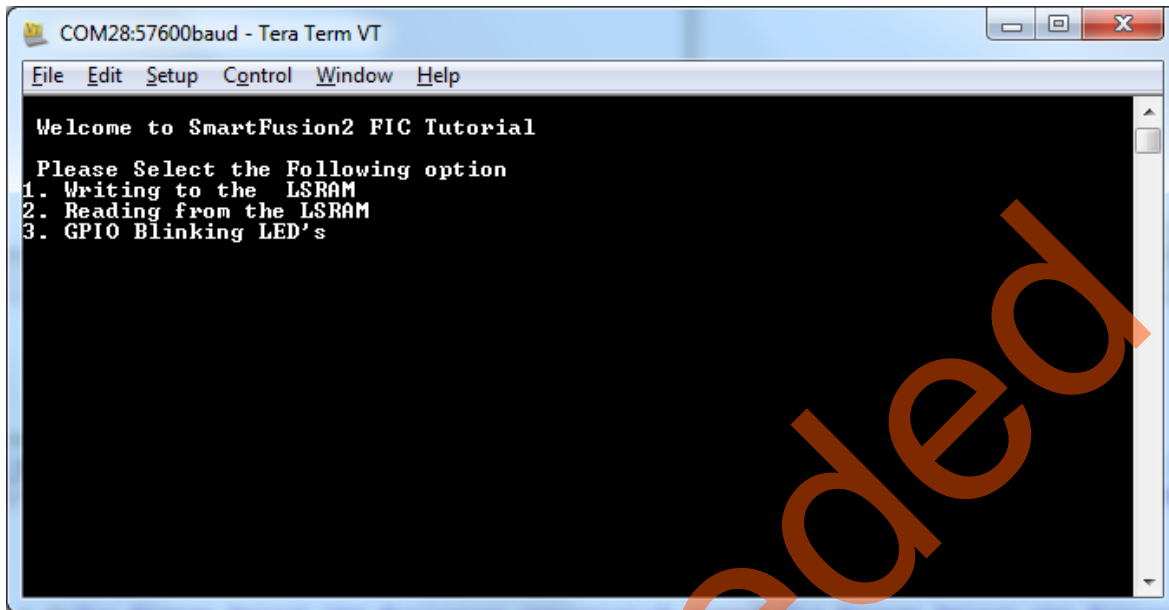 COM28:57600baud - Tera Term VT
File Edit Setup Control Window Help
Welcome to SmartFusion2 FIC Tutorial
Please Select the Following option
1. Writing to the  LSRAM
2. Reading from the LSRAM
3. GPIO Blinking LED's
ded